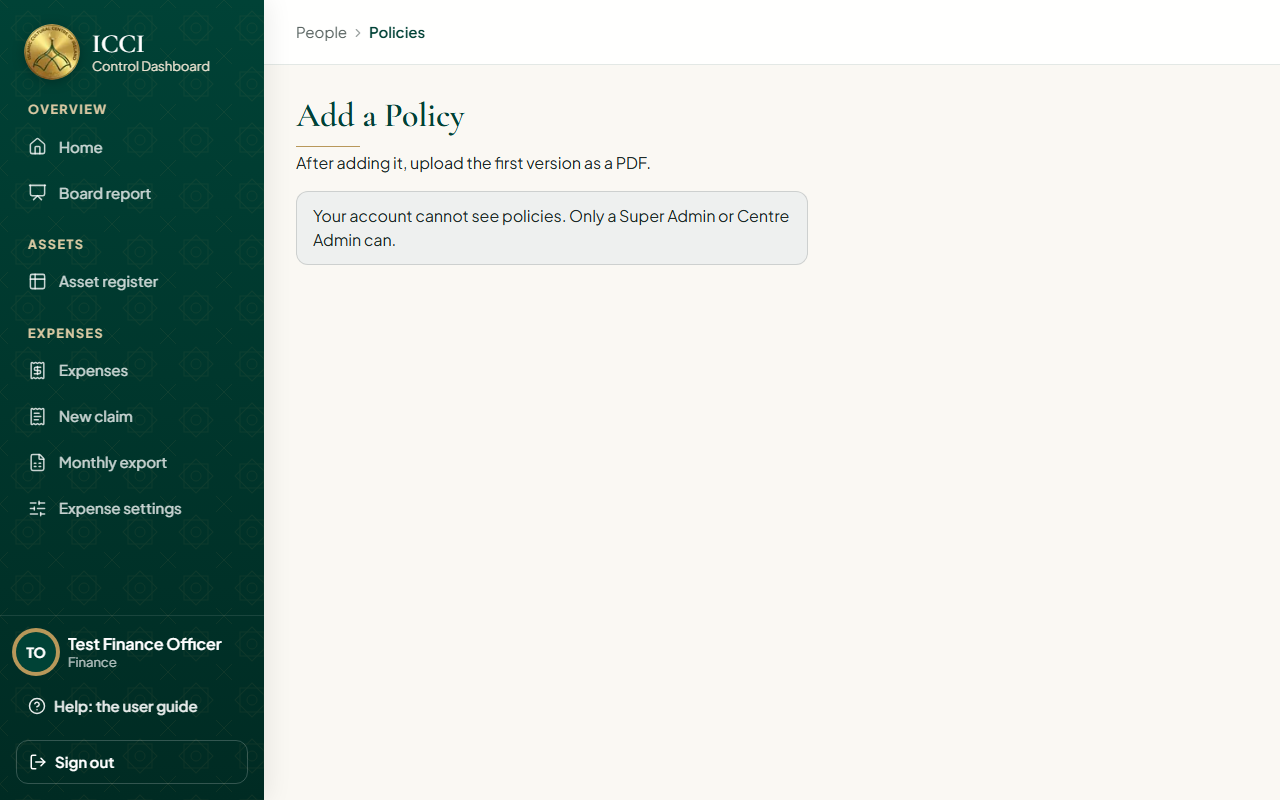 ICCI
Control Dashboard
OVERVIEW
Home
Board report
ASSETS
Asset register
EXPENSES
Expenses
New claim
Monthly export
Expense settings
TO
Test Finance Officer
Finance
Help: the user guide
Sign out
People
Policies
Add a Policy
After adding it, upload the first version as a PDF.
Your account cannot see policies. Only a Super Admin or Centre
Admin can.